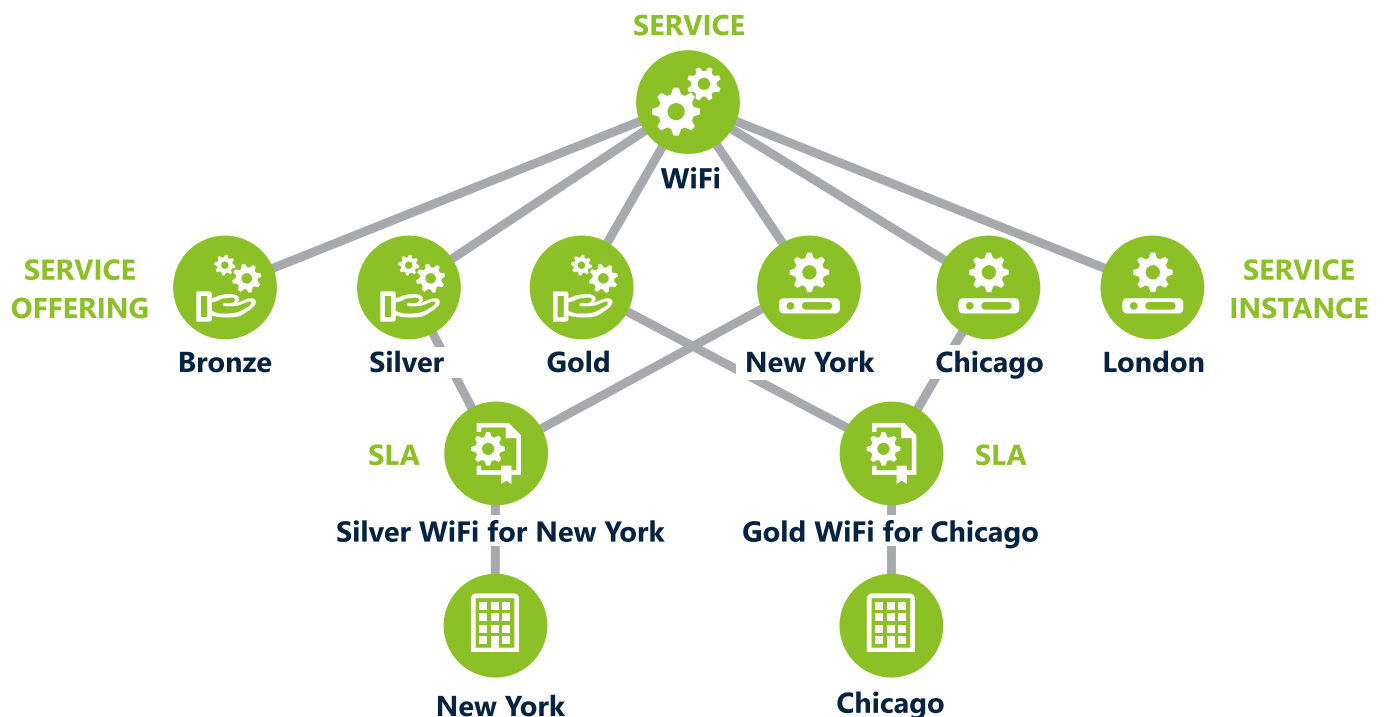 SERVICE
WiFi
SERVICE
OFFERING
SERVICE
INSTANCE
Bronze
Silver
Gold
New York
Chicago
London
SLA
SLA
Silver WiFi for New York
Gold WiFi for Chicago
New York
Chicago